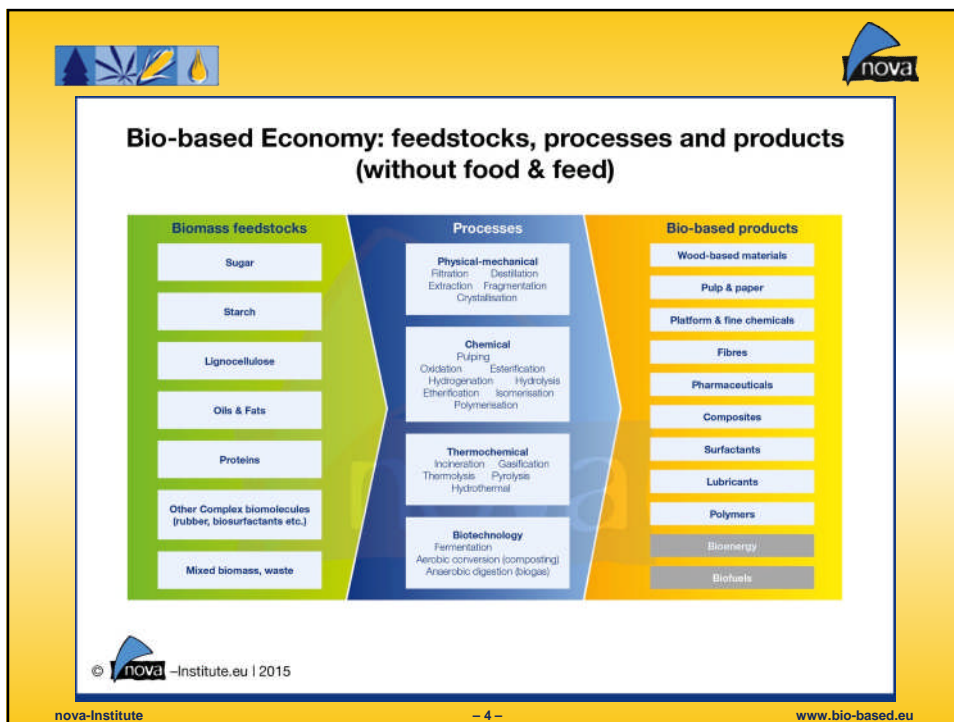 nova
Bio-based Economy: feedstocks, processes and products
(without food & feed)
Biomass feedstocks
Sugar
Starch
Lignocellulose
Oils & Fats
Proteins
Other Complex biomolecules
(rubber, biosurfactants etc.)
Mixed biomass, waste
Processes
Physical-mechanical
Filtration Destillation
Extraction Fragmentation
Crystallisation
Chemical
Pulping
Oxidation Esterification
Hydrogenation Hydrolysis
Etherification Isomerisation
Polymerisation
Thermochemical
Incineration Gasification
Thermolysis Pyrolysis
Hydrothermal
Biotechnology
Fermentation
Aerobic conversion (composting)
Anaerobic digestion (biogas)
Bio-based products
Wood-based materials
Pulp & paper
Platform & fine chemicals
Fibres
Pharmaceuticals
Composites
Surfactants
Lubricants
Polymers
Bioenergy
Biofuels
nova
© nova –Institute.eu | 2015
nova-Institute – 4 – www.bio-based.eu